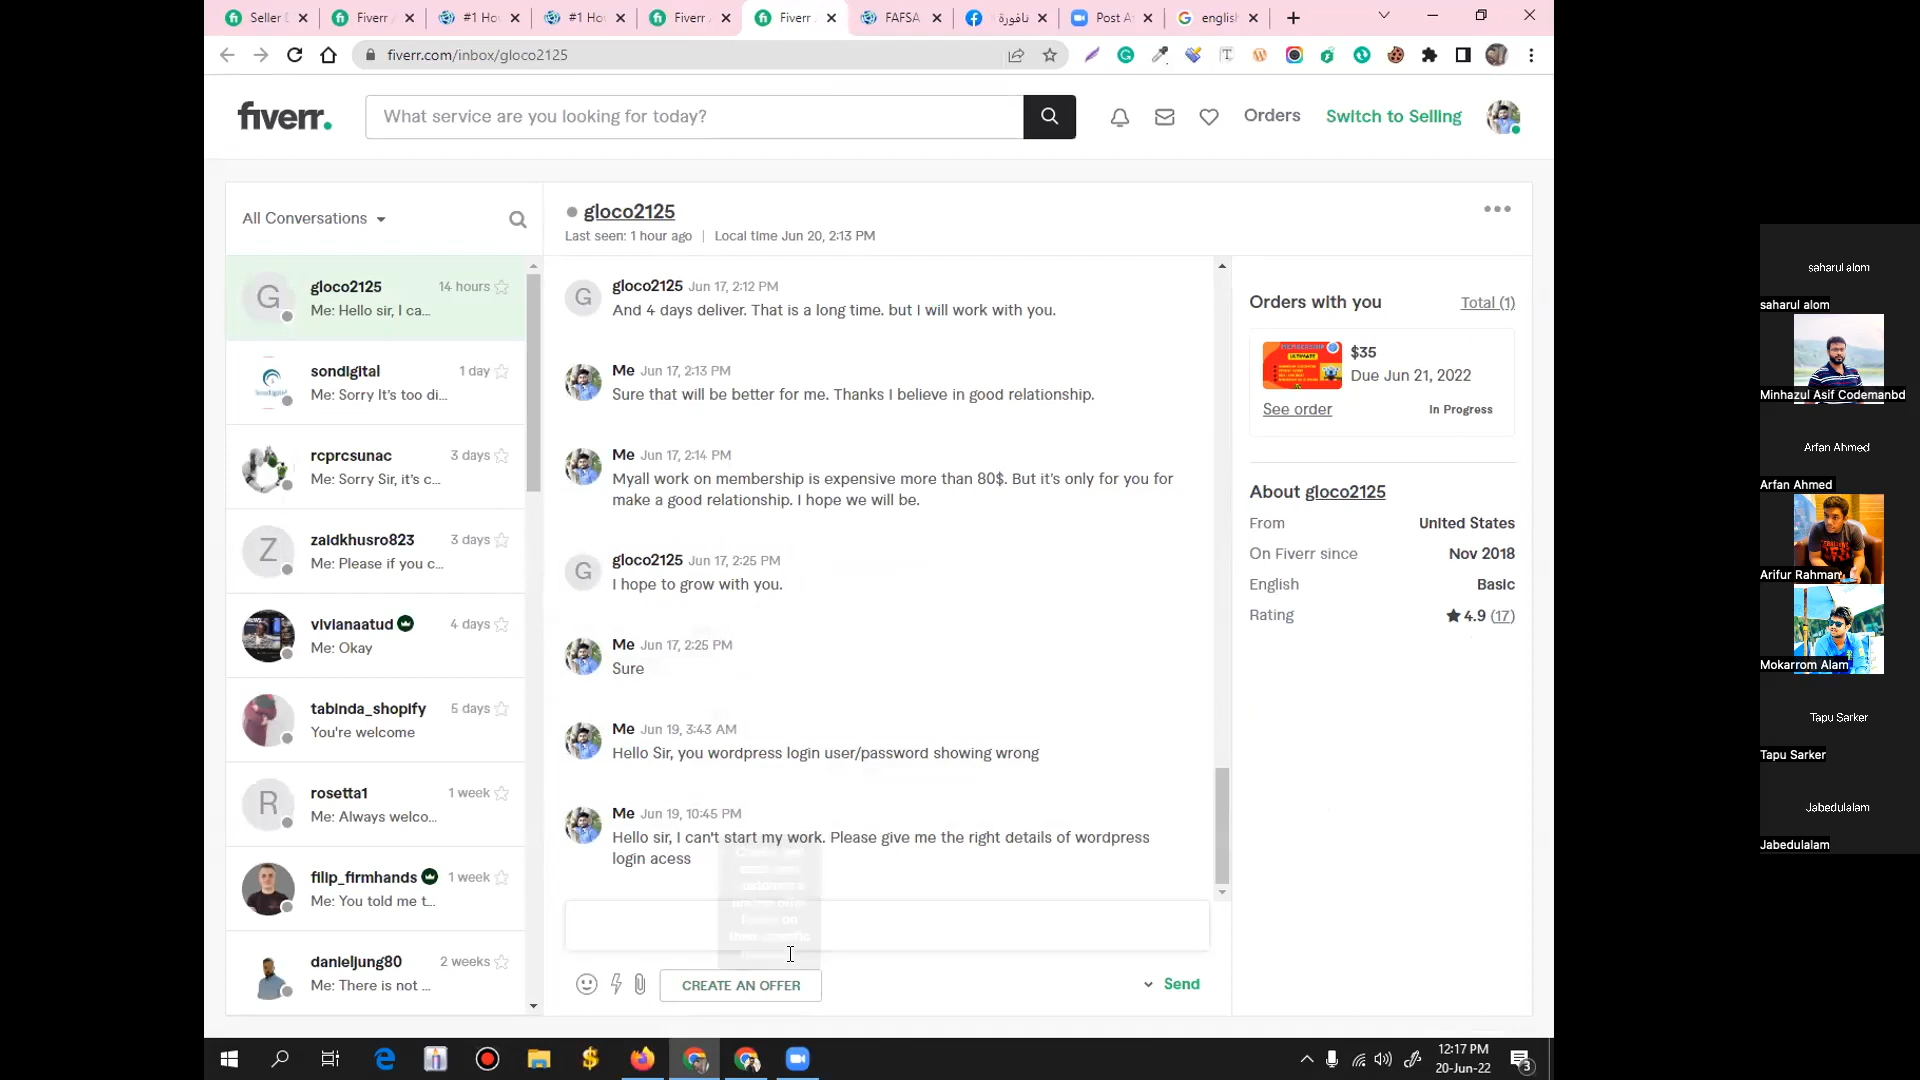 Seller
Fiverr
#1 Ho
#1 Ho
Fiverr
Fiverr
FAFSA
نافورة
Post A
english
fiverr.com/inbox/gloco2125
fiverr.
What service are you looking for today?
Orders
Switch to Selling
All Conversations
gloco2125
14 hours
Me: Hello sir, I ca...
sondigital
1 day
Me: Sorry It's too di...
rcprcsunac
3 days
Me: Sorry Sir, it's c...
Z
zaidkhusro823
3 days
Me: Please if you c...
vivianaatud
4 days
Me: Okay
tabinda_shopify
5 days
You're welcome
R
rosetta1
1 week
Me: Always welco...
filip_firmhands
1 week
Me: You told me t...
danieljung80
2 weeks
Me: There is not ...
G
gloco2125
Last seen: 1 hour ago | Local time Jun 20, 2:13 PM
G
gloco2125 Jun 17, 2:12 PM
And 4 days deliver. That is a long time. but I will work with you.
Me Jun 17, 2:13 PM
Sure that will be better for me. Thanks I believe in good relationship.
Me Jun 17, 2:14 PM
Myall work on membership is expensive more than 80$. But it's only for you for
make a good relationship. I hope we will be.
G
gloco2125 Jun 17, 2:25 PM
I hope to grow with you.
Me Jun 17, 2:25 PM
Sure
Me Jun 19, 3:43 AM
Hello Sir, you wordpress login user/password showing wrong
Me Jun 19, 10:45 PM
Hello sir, I can't start my work. Please give me the right details of wordpress
login acess
CREATE AN OFFER
Send
Orders with you
Total (1)
MEMBERSHIP
ULTIMATE
$35
Due Jun 21, 2022
See order
In Progress
About gloco2125
From United States
On Fiverr since Nov 2018
English Basic
Rating 4.9 (17)
saharul alom
saharul alom
Minhazul Asif Codemanbd
Arfan Ahmed
Arfan Ahmed
Arifur Rahman
Mokarrom Alam
Tapu Sarker
Tapu Sarker
Jabedulalam
Jabedulalam
12:17 PM
20-Jun-22
3